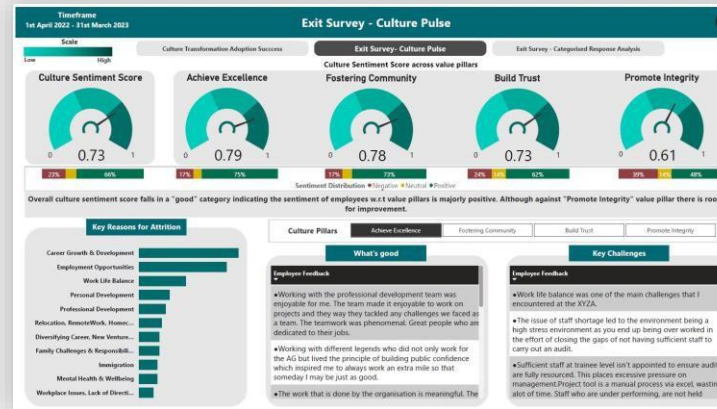 Timeframe
1st April 2022 - 31st March 2023
Exit Survey - Culture Pulse
Scale
Low High
Culture Transformation Adoption Succcess
Exit Survey- Culture Pulse
Exit Survey - Categorised Response Analysis
Culture Sentiment Score across value pillars
Culture Sentiment Score
Achieve Excellence
Fostering Community
Build Trust
Promote Integrity
0 0.73 1
0 0.79 1
0 0.78 1
0 0.73 1
0 0.61 1
23% 66%
17% 75%
17% 73%
24% 14% 62%
39% 14% 48%
Sentiment Distribution Negative Neutral Positive
Overall culture sentiment score falls in a "good" category indicating the sentiment of employees w.r.t value pillars is majorly positive. Although against "Promote Integrity" value pillar there is roo
for improvement.
Key Reasons for Attrition
Career Growth & Development
Employment Opportunities
Work Life Balance
Personal Development
Professional Development
Relocation, RemoteWork, Homec...
Diversifying Career, New Venture...
Family Challenges & Responsibili...
Immigration
Mental Health & Wellbeing
Workplace Issues, Lack of Directi...
Culture Pillars
Achieve Excellence
Fostering Community
Build Trust
Promote Integrity
What's good
Employee Feedback
•Working with the professional development team was
enjoyable for me. The team made it enjoyable to work on
projects and they way they tackled any challenges we faced as
a team. The teamwork was phenomenal. Great people who are
dedicated to their jobs.
•Working with different legends who did not only work for
the AG but lived the principle of building public confidence
which inspired me to always work an extra mile so that
someday I may be just as good.
•The work that is done by the organisation is meaningful. The
Key Challenges
Employee Feedback
•Work life balance was one of the main challenges that I
encountered at the XYZA.
•The issue of staff shortage led to the environment being a
high stress environment as you end up being over worked in
the effort of closing the gaps of not having sufficient staff to
carry out an audit.
•Sufficient staff at trainee level isn't appointed to ensure audit
are fully resourced. This places excessive pressure on
management.Project tool is a manual process via excel, wastin
alot of time. Staff who are under performing, are not held